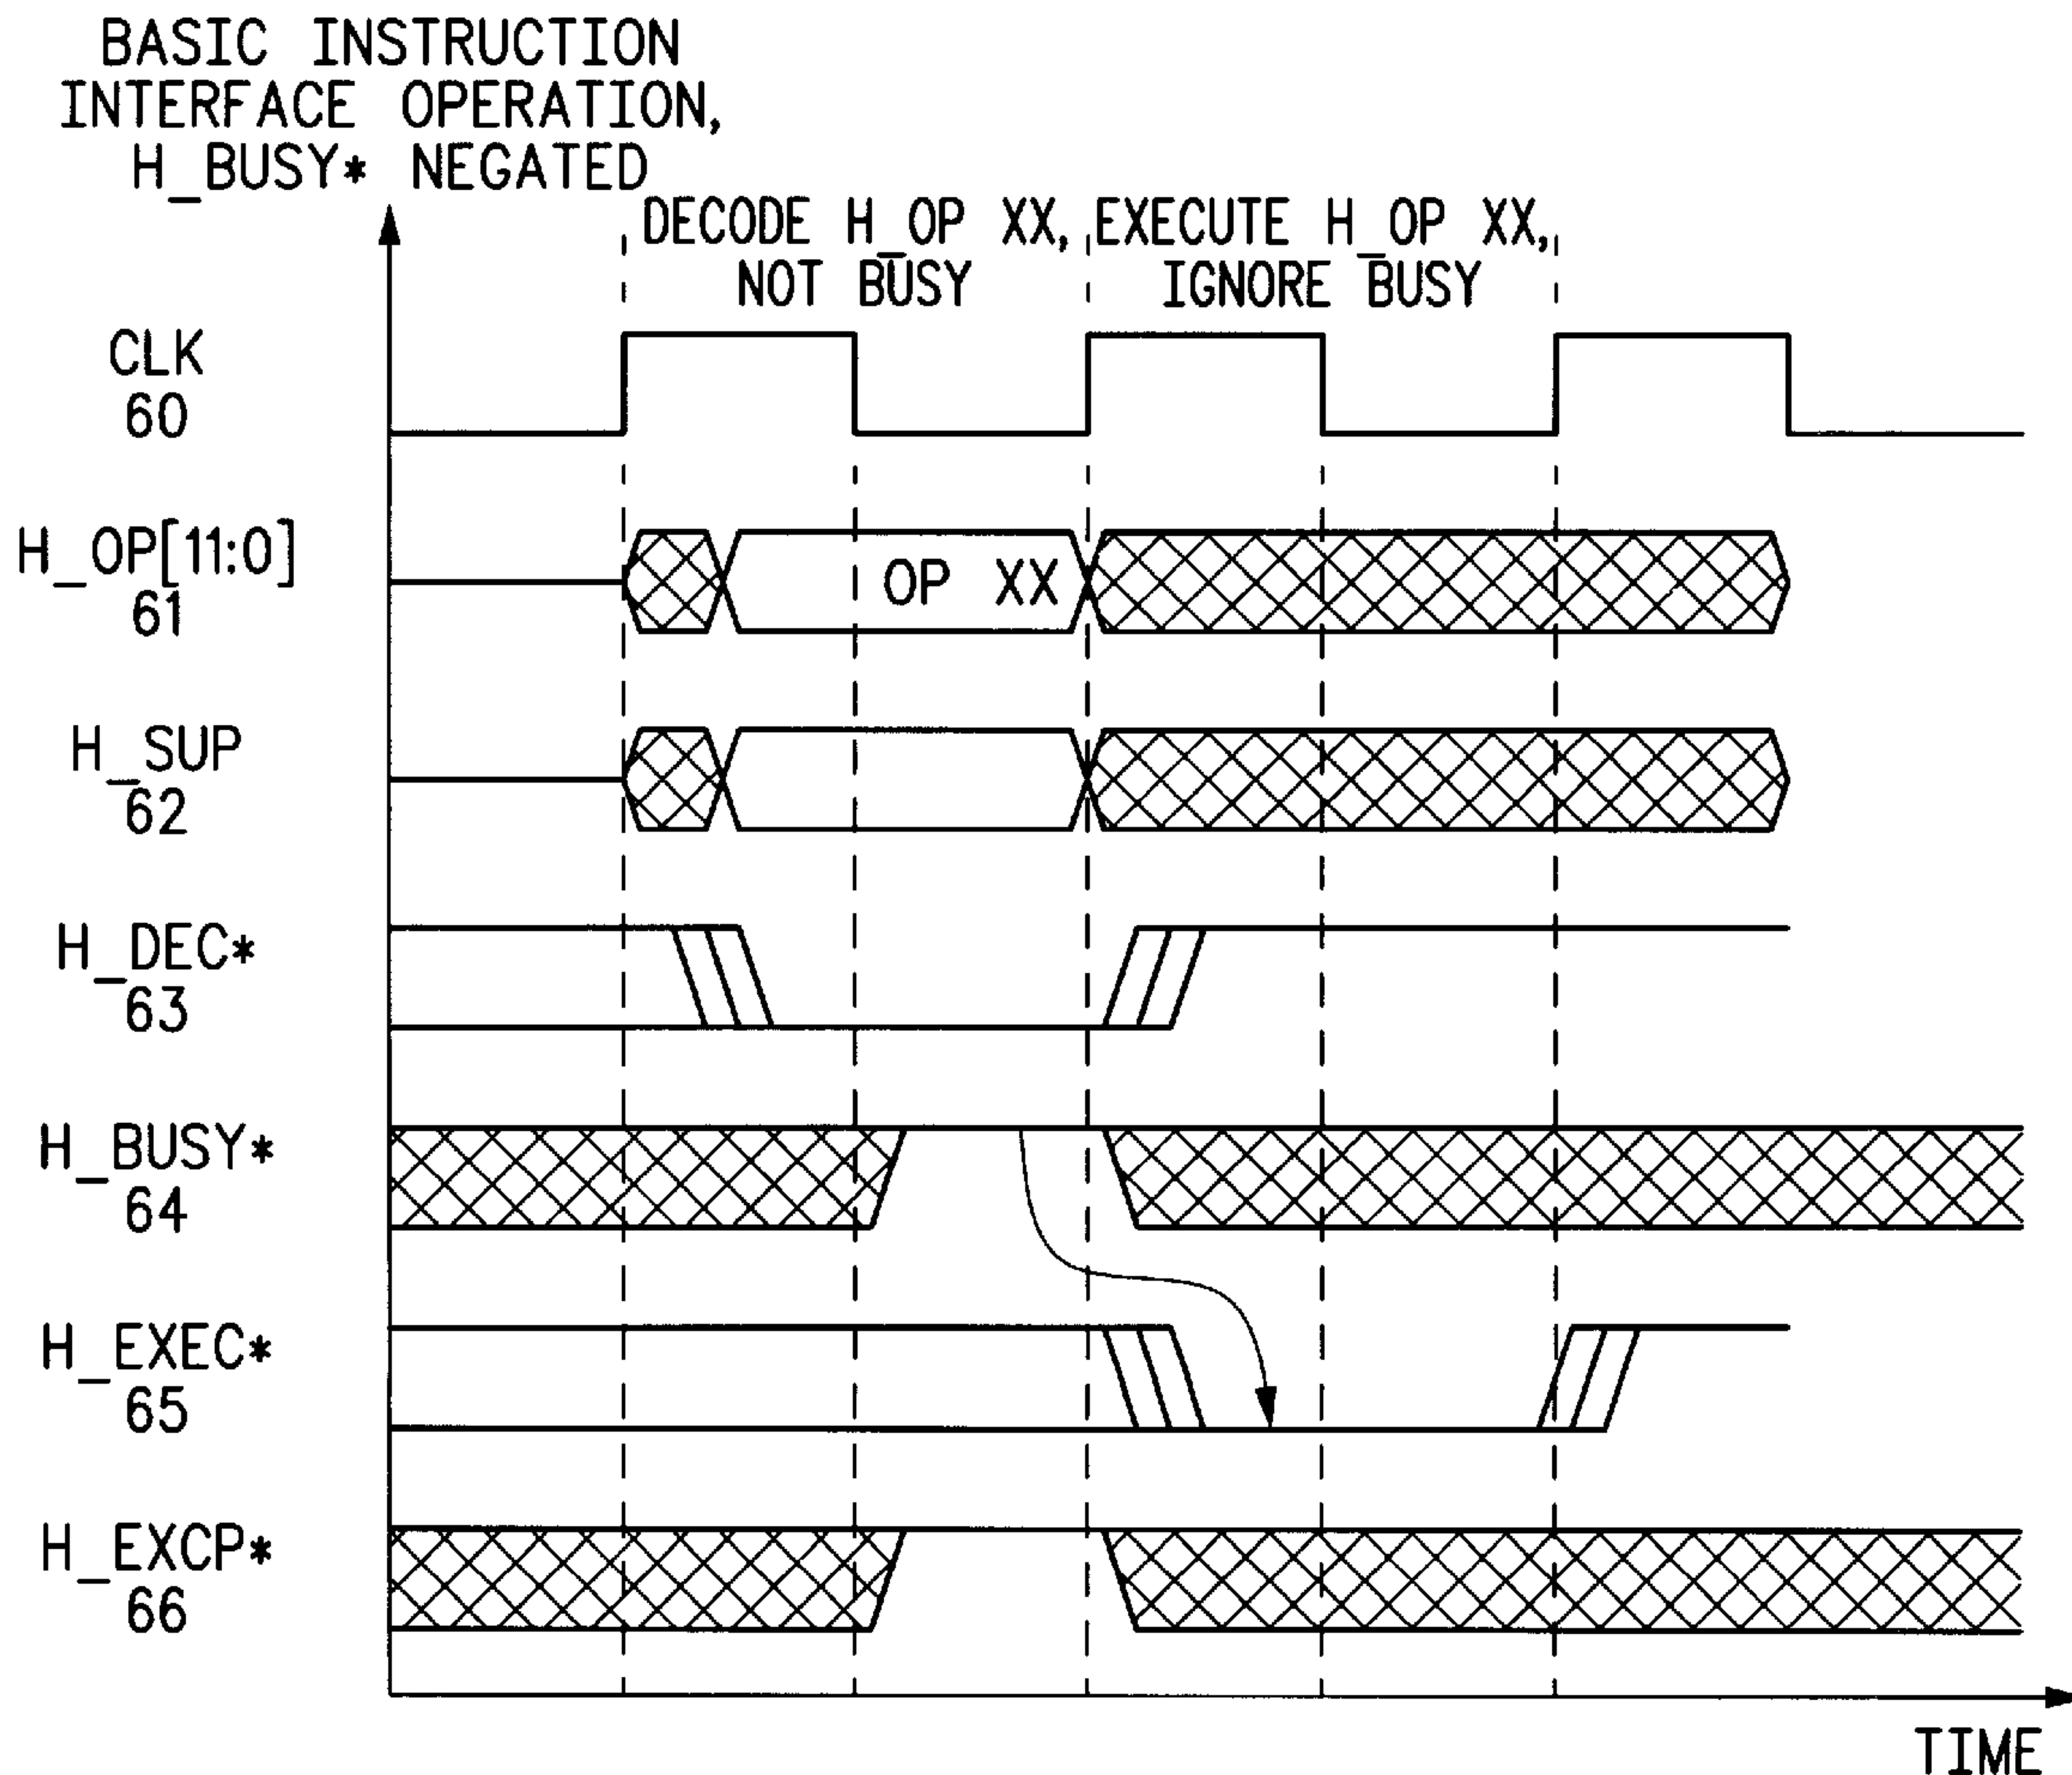 BASIC INSTRUCTION
INTERFACE OPERATION,
H_BUSY* NEGATED
DECODE H_OP XX, EXECUTE H_OP XX,
NOT BUSY IGNORE BUSY
CLK
60
H_OP[11:0]
61
OP XX
H_SUP
62
H_DEC*
63
H_BUSY*
64
H_EXEC*
65
H_EXCP*
66
TIME